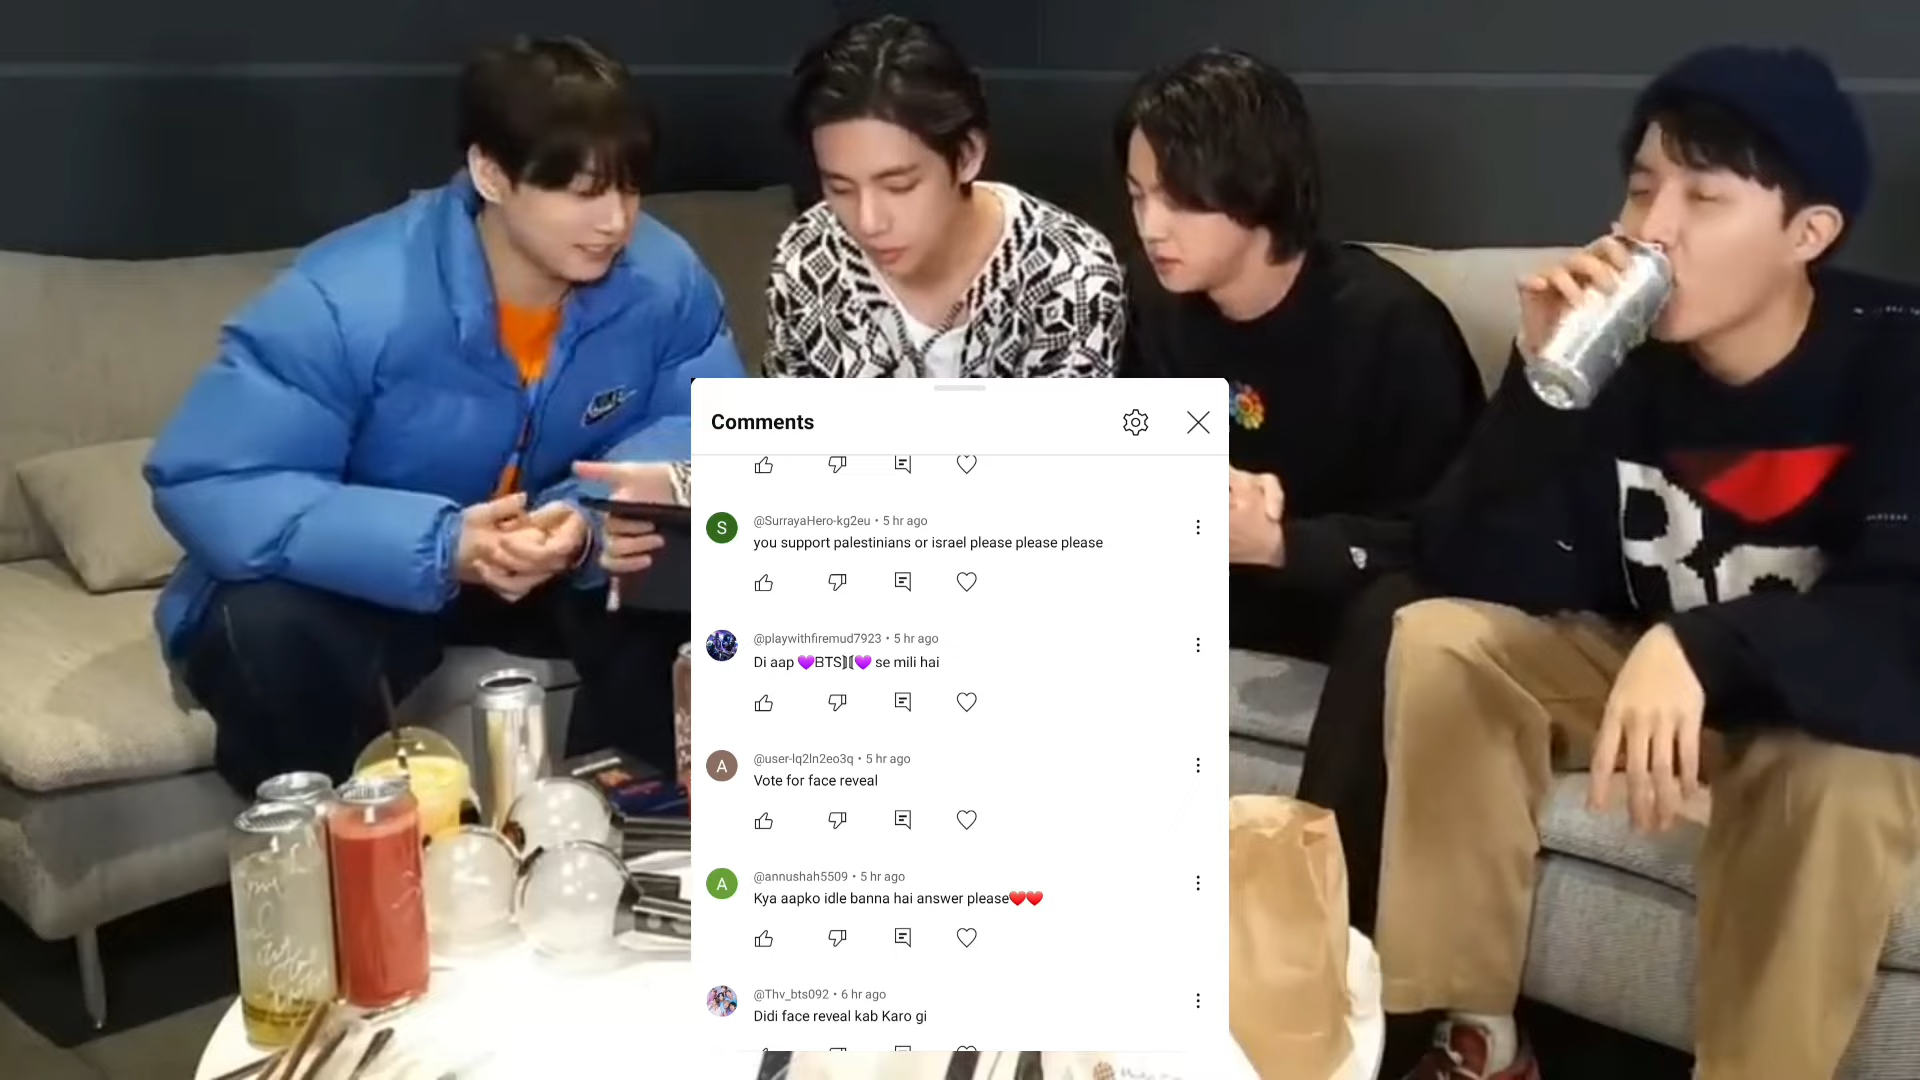 Comments
@SurrayaHero-kg2eu • 5 hr ago
you support palestinians or israel please please please
@playwithfiremud7923 • 5 hr ago
Di aap 💜BTS⟭⟬💜 se mili hai
@user-lq2ln2eo3q • 5 hr ago
Vote for face reveal
@annushah5509 • 5 hr ago
Kya aapko idle banna hai answer please❤️❤️
@Thv_bts092 • 6 hr ago
Didi face reveal kab Karo gi
S
A
A
NIKE